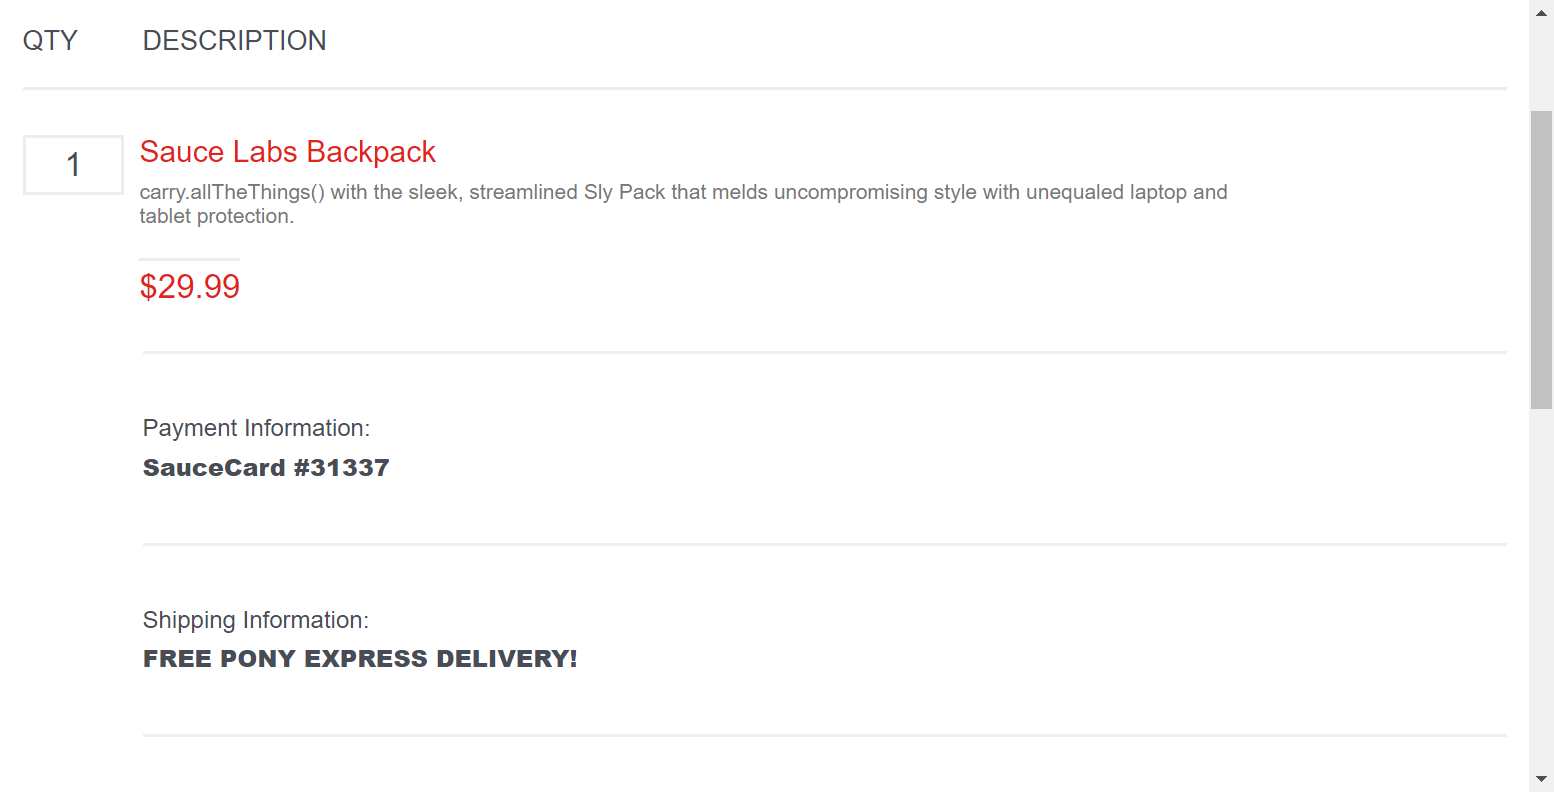 QTY DESCRIPTION
1 Sauce Labs Backpack
carry.allTheThings() with the sleek, streamlined Sly Pack that melds uncompromising style with unequaled laptop and
tablet protection.
$29.99
Payment Information:
SauceCard #31337
Shipping Information:
FREE PONY EXPRESS DELIVERY!